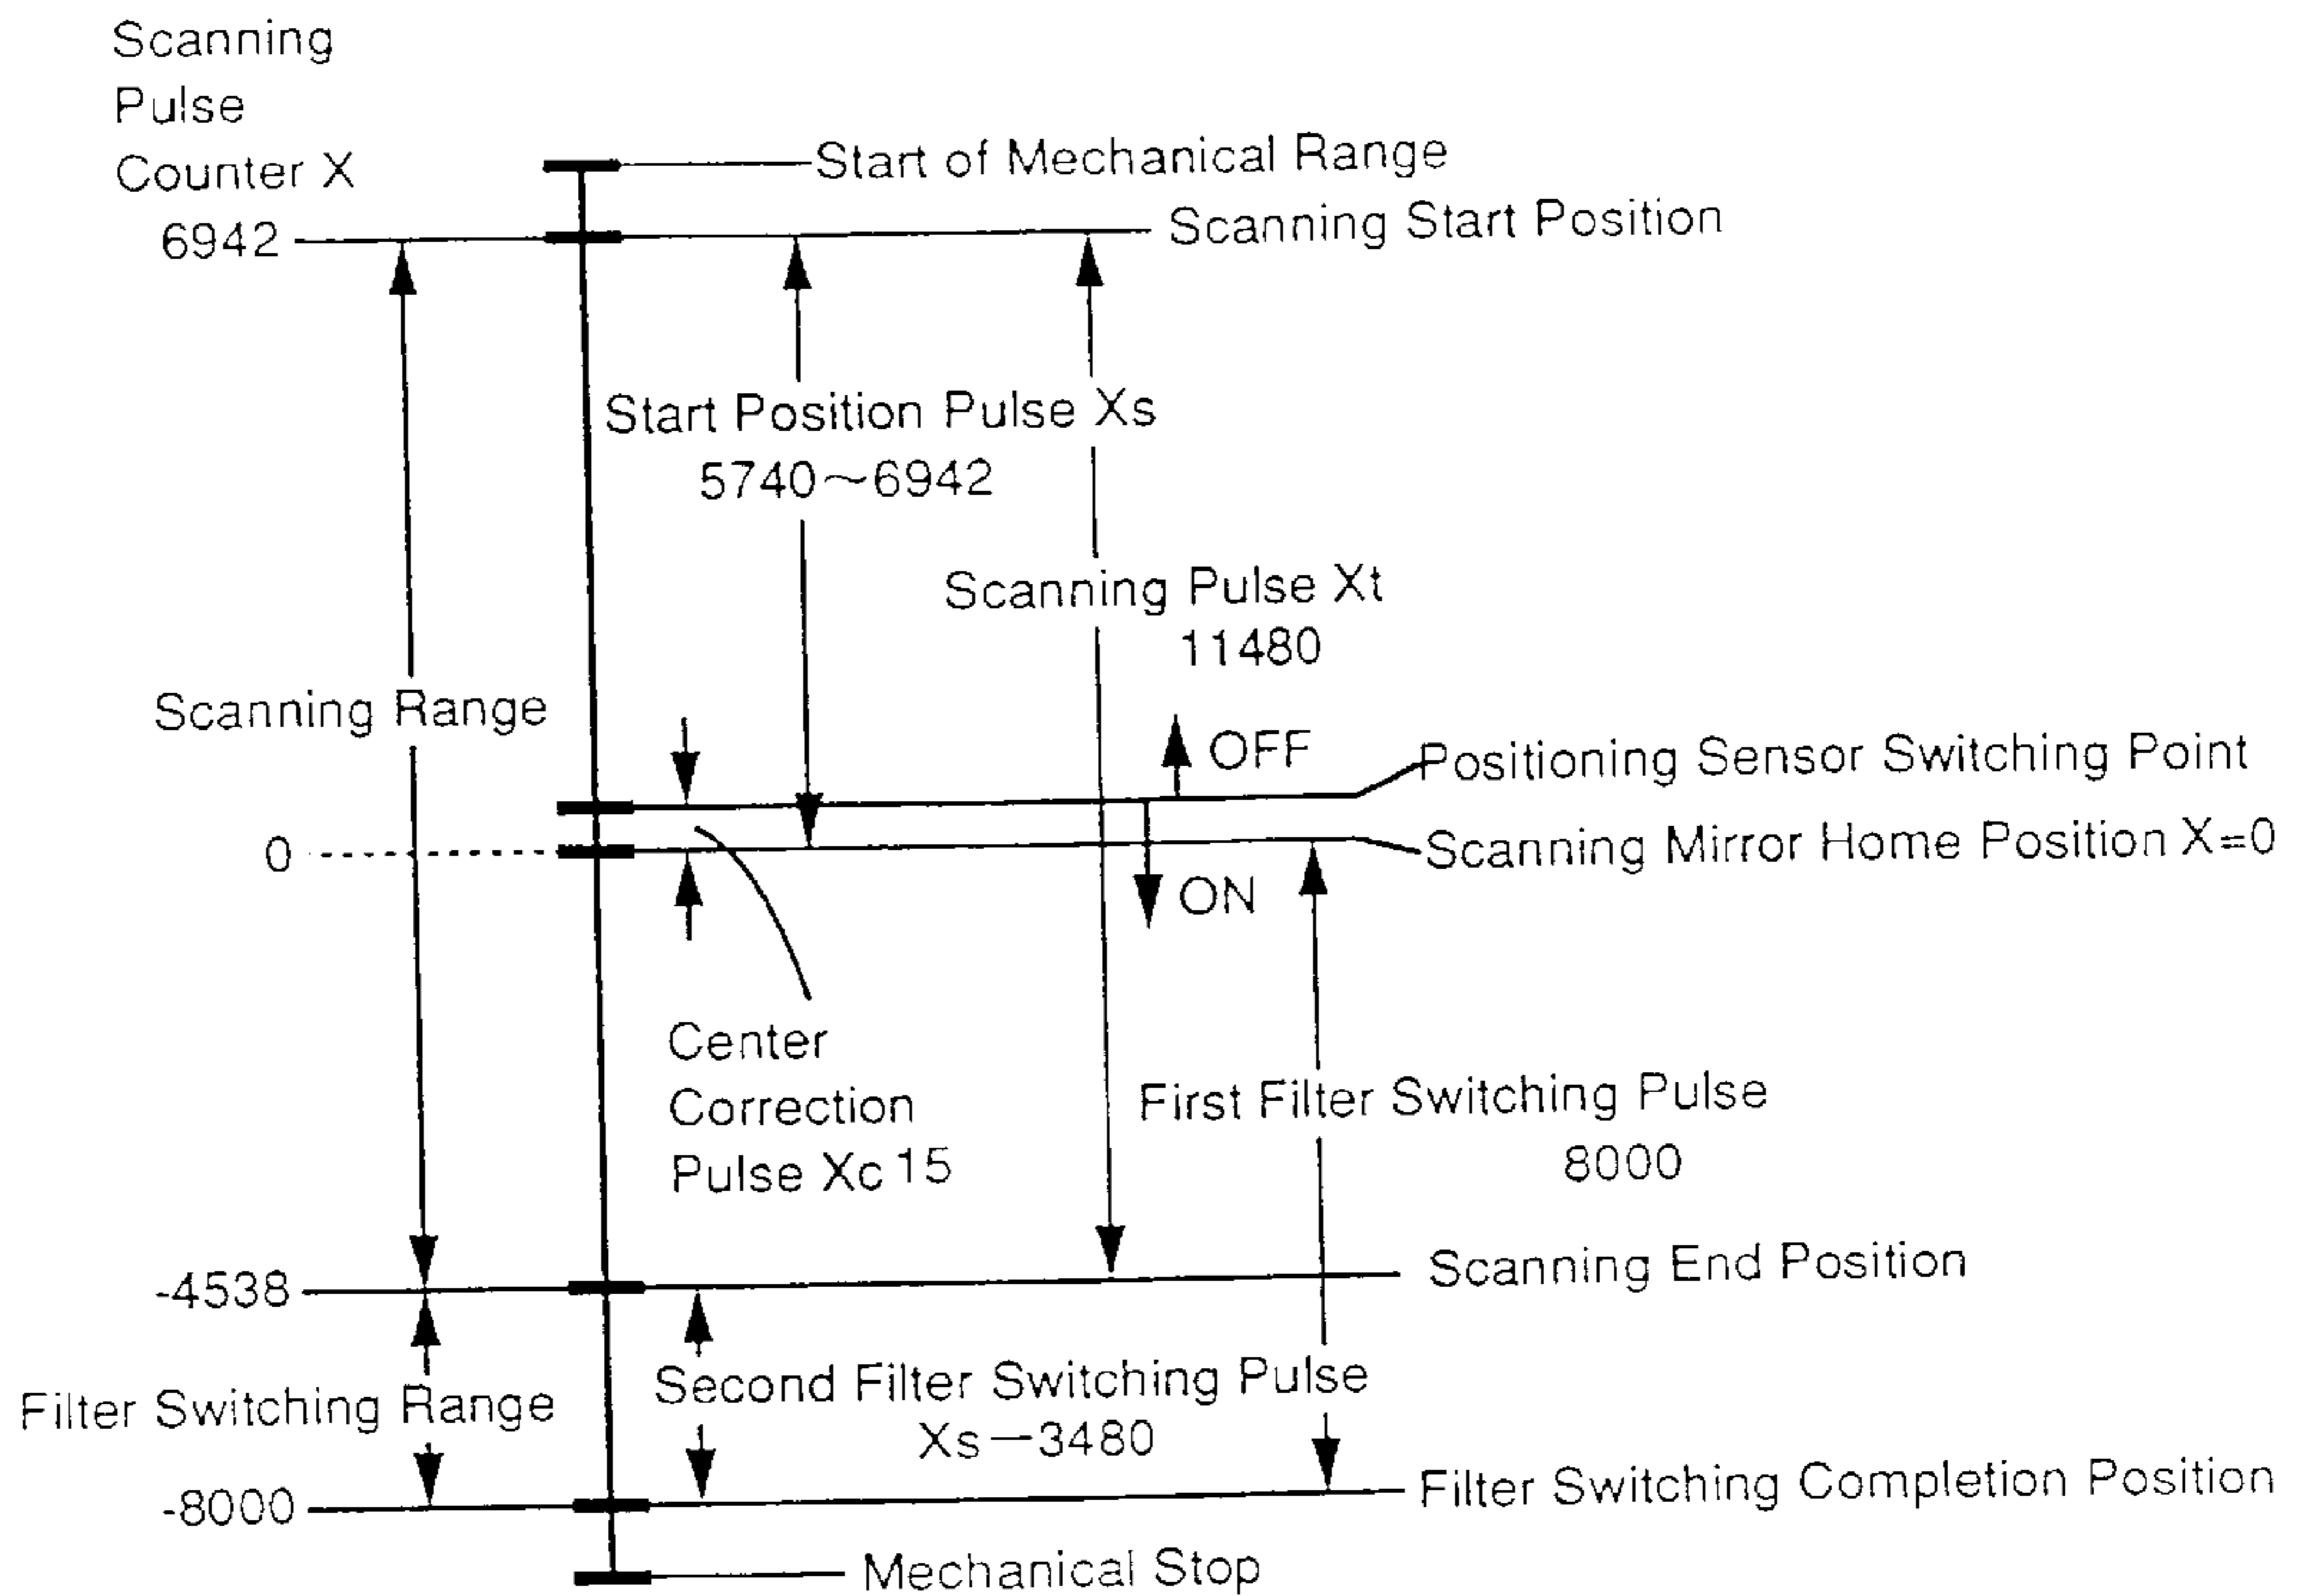 Scanning
Pulse
Counter X
Start of Mechanical Range
6942
Scanning Start Position
Start Position Pulse Xs
5740~6942
Scanning Pulse Xt
11480
Scanning Range
OFF
Positioning Sensor Switching Point
0
Scanning Mirror Home Position X=0
ON
Center
Correction
Pulse Xc 15
First Filter Switching Pulse
8000
-4538
Scanning End Position
Filter Switching Range
Second Filter Switching Pulse
Xs—3480
-8000
Filter Switching Completion Position
Mechanical Stop